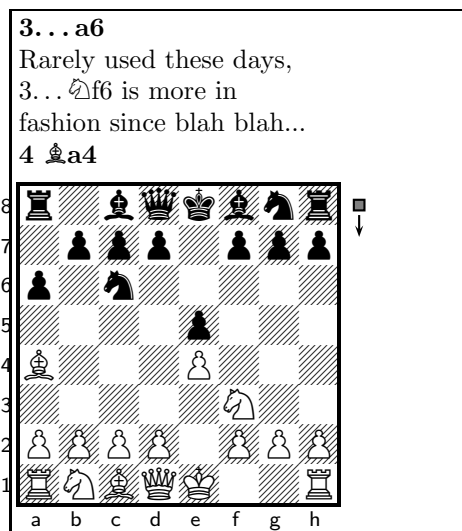 3... a6
Rarely used these days,
3... ♘f6 is more in
fashion since blah blah...
4 ♗a4
8
7
6
5
4
3
2
1
a b c d e f g h